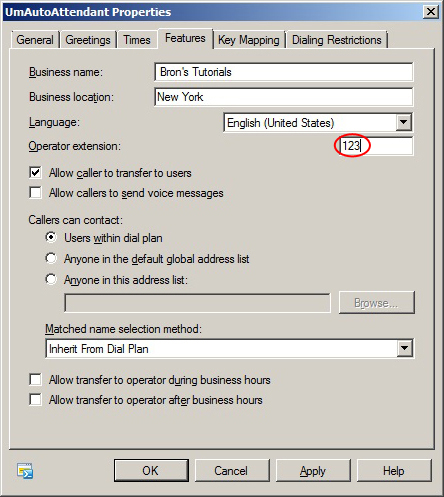 UmAutoAttendant Properties
General Greetings Times Features Key Mapping Dialing Restrictions
Business name: Bron's Tutorials
Business location: New York
Language: English (United States)
Operator extension: 123
Allow caller to transfer to users
Allow callers to send voice messages
Callers can contact:
Users within dial plan
Anyone in the default global address list
Anyone in this address list:
Browse...
Matched name selection method:
Inherit From Dial Plan
Allow transfer to operator during business hours
Allow transfer to operator after business hours
OK Cancel Apply Help